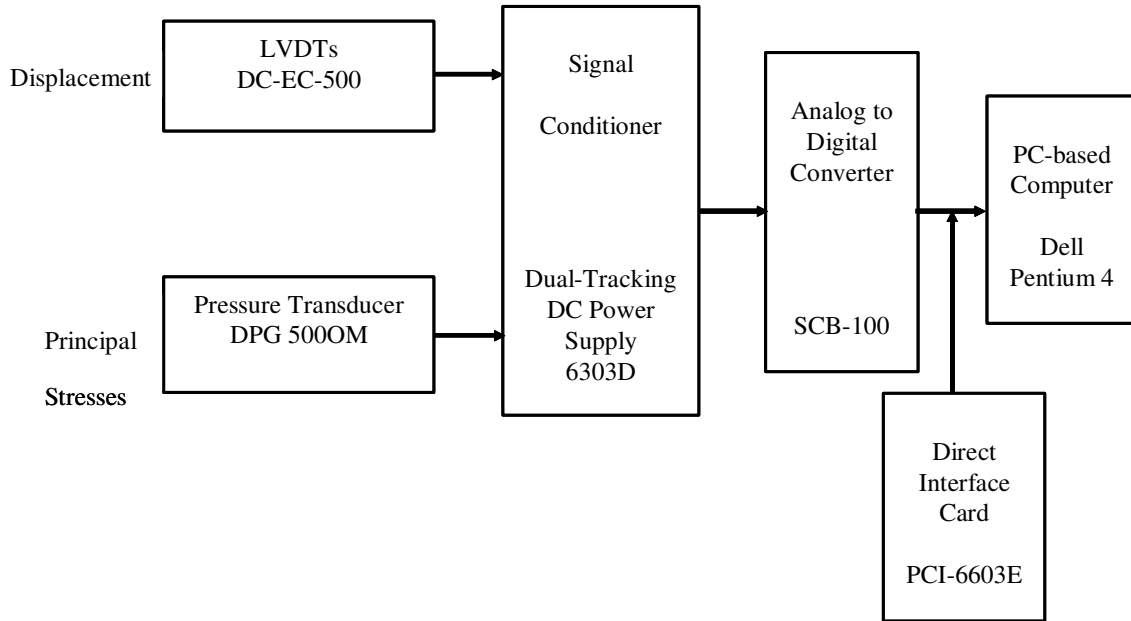 Displacement
LVDTs
DC-EC-500
Principal
Stresses
Pressure Transducer
DPG 500OM
Signal
Conditioner
Dual-Tracking
DC Power
Supply
6303D
Analog to
Digital
Converter
SCB-100
PC-based
Computer
Dell
Pentium 4
Direct
Interface
Card
PCI-6603E